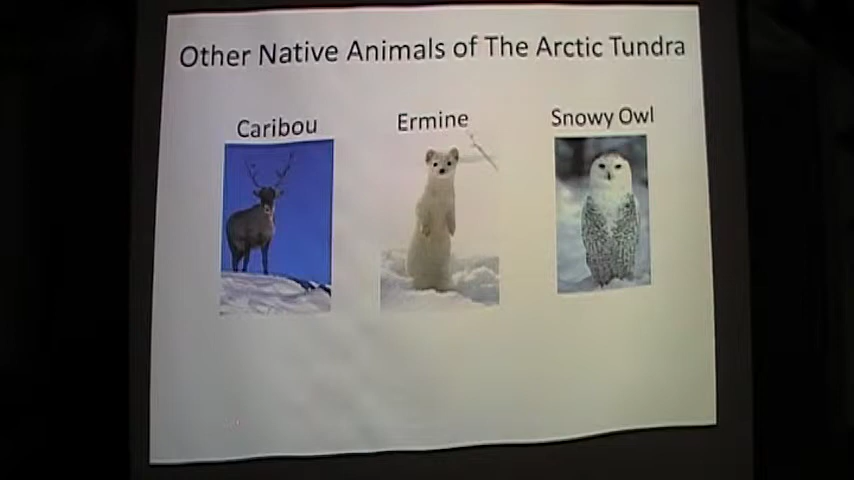 Other Native Animals of The Arctic Tundra
Caribou
Ermine
Snowy Owl